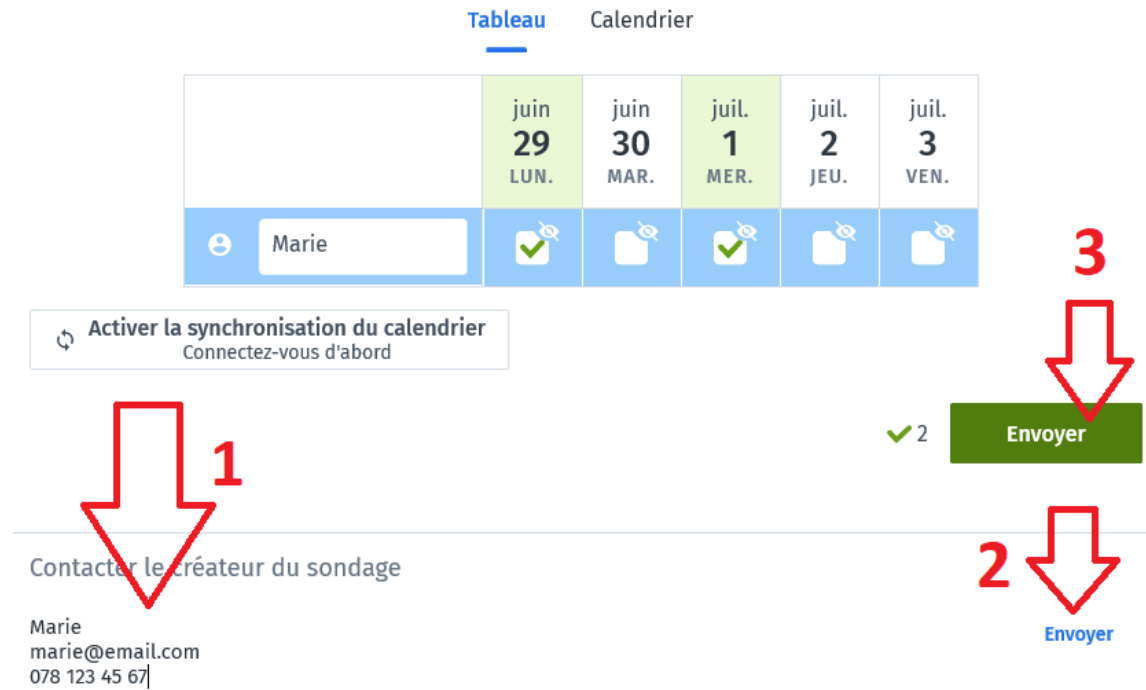 Tableau Calendrier
juin juin juil. juil. juil.
29 30 1 2 3
LUN. MAR. MER. JEU. VEN.
Marie
3
Activer la synchronisation du calendrier
Connectez-vous d'abord
2 Envoyer
1
Contacter le créateur du sondage
2
Marie
Envoyer
marie@email.com
078 123 45 67